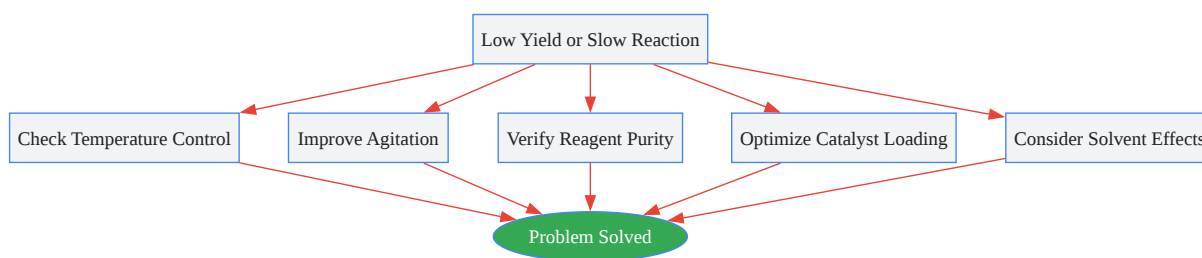 Low Yield or Slow Reaction
Check Temperature Control
Improve Agitation
Verify Reagent Purity
Optimize Catalyst Loading
Consider Solvent Effects
Problem Solved